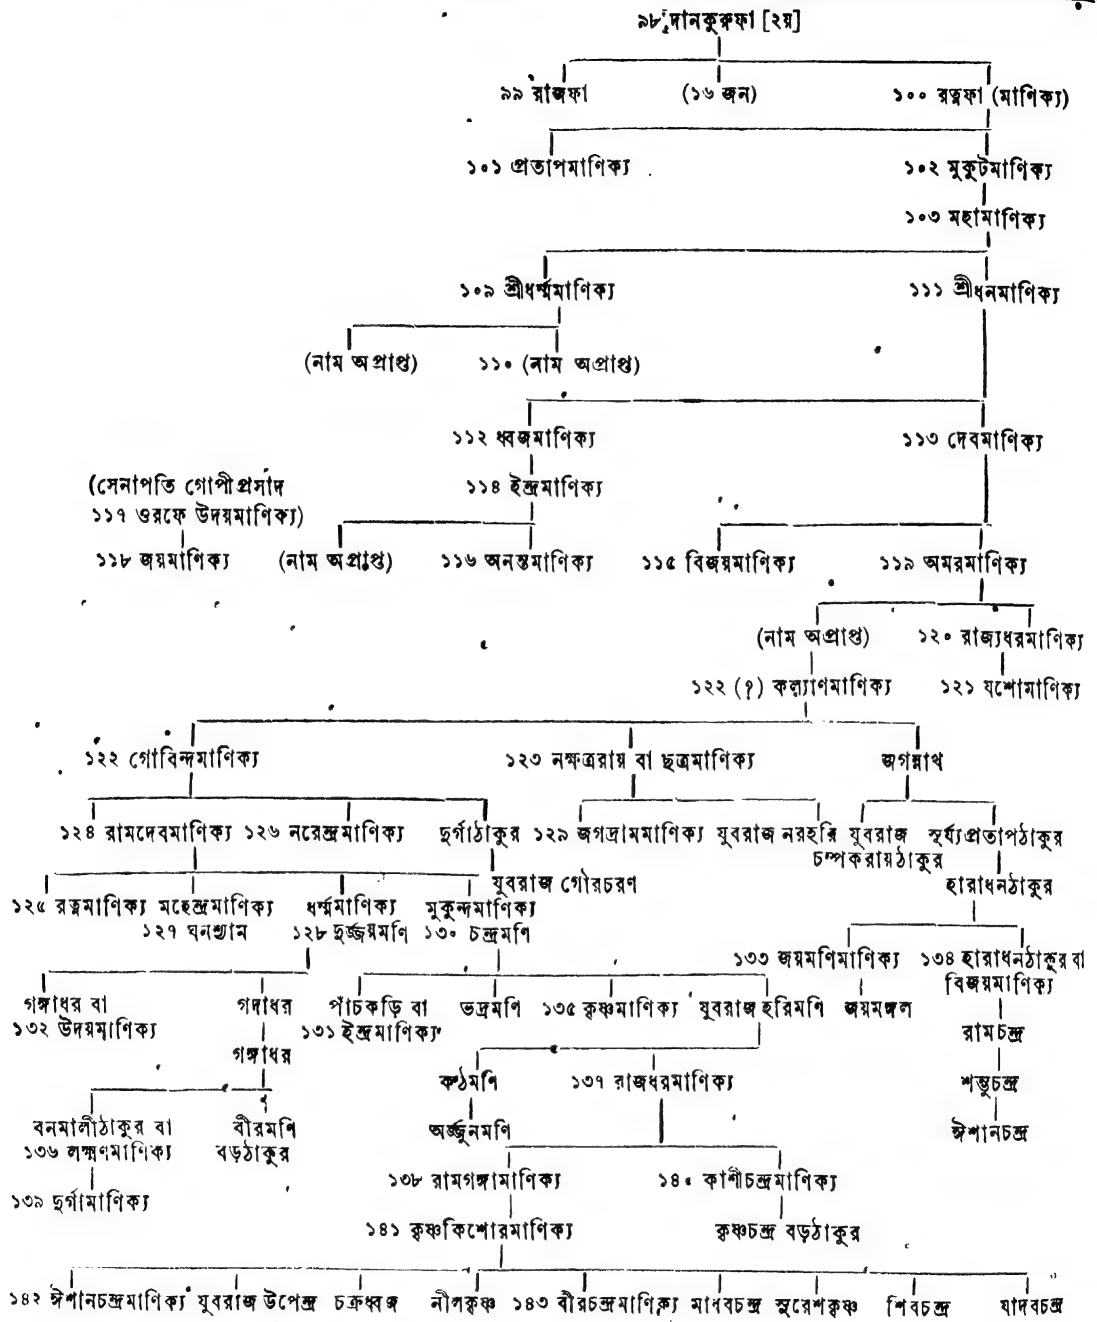 ৯৮ দানকুরুফা [২য়]
৯৯ রাজফা (১৬ জন) ১০০ রত্নফা (মাণিক্য)
১০১ প্রতাপমাণিক্য ১০২ মুকুটমাণিক্য
১০৩ মহামাণিক্য
১০৯ শ্রীধর্ম্মমাণিক্য ১১১ শ্রীধনমাণিক্য
(নাম অপ্রাপ্ত) ১১০ (নাম অপ্রাপ্ত)
১১২ ধ্বজমাণিক্য ১১৩ দেবমাণিক্য
(সেনাপতি গোপীপ্রসাদ ১১৪ ইন্দ্রমাণিক্য
১১৭ ওরফে উদয়মাণিক্য)
১১৮ জয়মাণিক্য (নাম অপ্রাপ্ত) ১১৬ অনন্তমাণিক্য ১১৫ বিজয়মাণিক্য ১১৯ অমরমাণিক্য
(নাম অপ্রাপ্ত) ১২০ রাজ্যধরমাণিক্য
১২২ (?) কল্যাণমাণিক্য ১২১ যশোমাণিক্য
১২২ গোবিন্দমাণিক্য ১২৩ নক্ষত্ররায় বা ছত্রমাণিক্য জগন্নাথ
১২৪ রামদেবমাণিক্য ১২৬ নরেন্দ্রমাণিক্য দুর্গাঠাকুর ১২৯ জগদ্রামমাণিক্য যুবরাজ নরহরি যুবরাজ সূর্য্যপ্রতাপঠাকুর
চম্পকরায়ঠাকুর
যুবরাজ গৌরচরণ হারাধনঠাকুর
১২৫ রত্নমাণিক্য মহেন্দ্রমাণিক্য ধর্ম্মমাণিক্য মুকুন্দমাণিক্য
১২৭ ঘনশ্যাম ১২৮ দুর্জ্জয়মণি ১৩০ চন্দ্রমণি
১৩৩ জয়মণিমাণিক্য ১৩৪ হারাধনঠাকুর বা
বিজয়মাণিক্য
গঙ্গাধর বা গদাধর পাঁচকড়ি বা ভদ্রমণি ১৩৫ কৃষ্ণমাণিক্য যুবরাজ হরিমণি জয়মঙ্গল
১৩২ উদয়মাণিক্য ১৩১ ইন্দ্রমাণিক্য রামচন্দ্র
গঙ্গাধর
কণ্ঠমণি ১৩৭ রাজধরমাণিক্য শম্ভুচন্দ্র
বনমালীঠাকুর বা বীরমণি অর্জ্জুনমণি ঈশানচন্দ্র
১৩৬ লক্ষ্মণমাণিক্য বড়ঠাকুর
১৩৮ রামগঙ্গামাণিক্য ১৪০ কাশীচন্দ্রমাণিক্য
১৩৯ দুর্গামাণিক্য
১৪১ কৃষ্ণকিশোরমাণিক্য কৃষ্ণচন্দ্র বড়ঠাকুর
১৪২ ঈশানচন্দ্রমাণিক্য যুবরাজ উপেন্দ্র চক্রধ্বজ নীলকৃষ্ণ ১৪৩ বীরচন্দ্রমাণিক্য মাধবচন্দ্র সুরেশকৃষ্ণ শিবচন্দ্র যাদবচন্দ্র